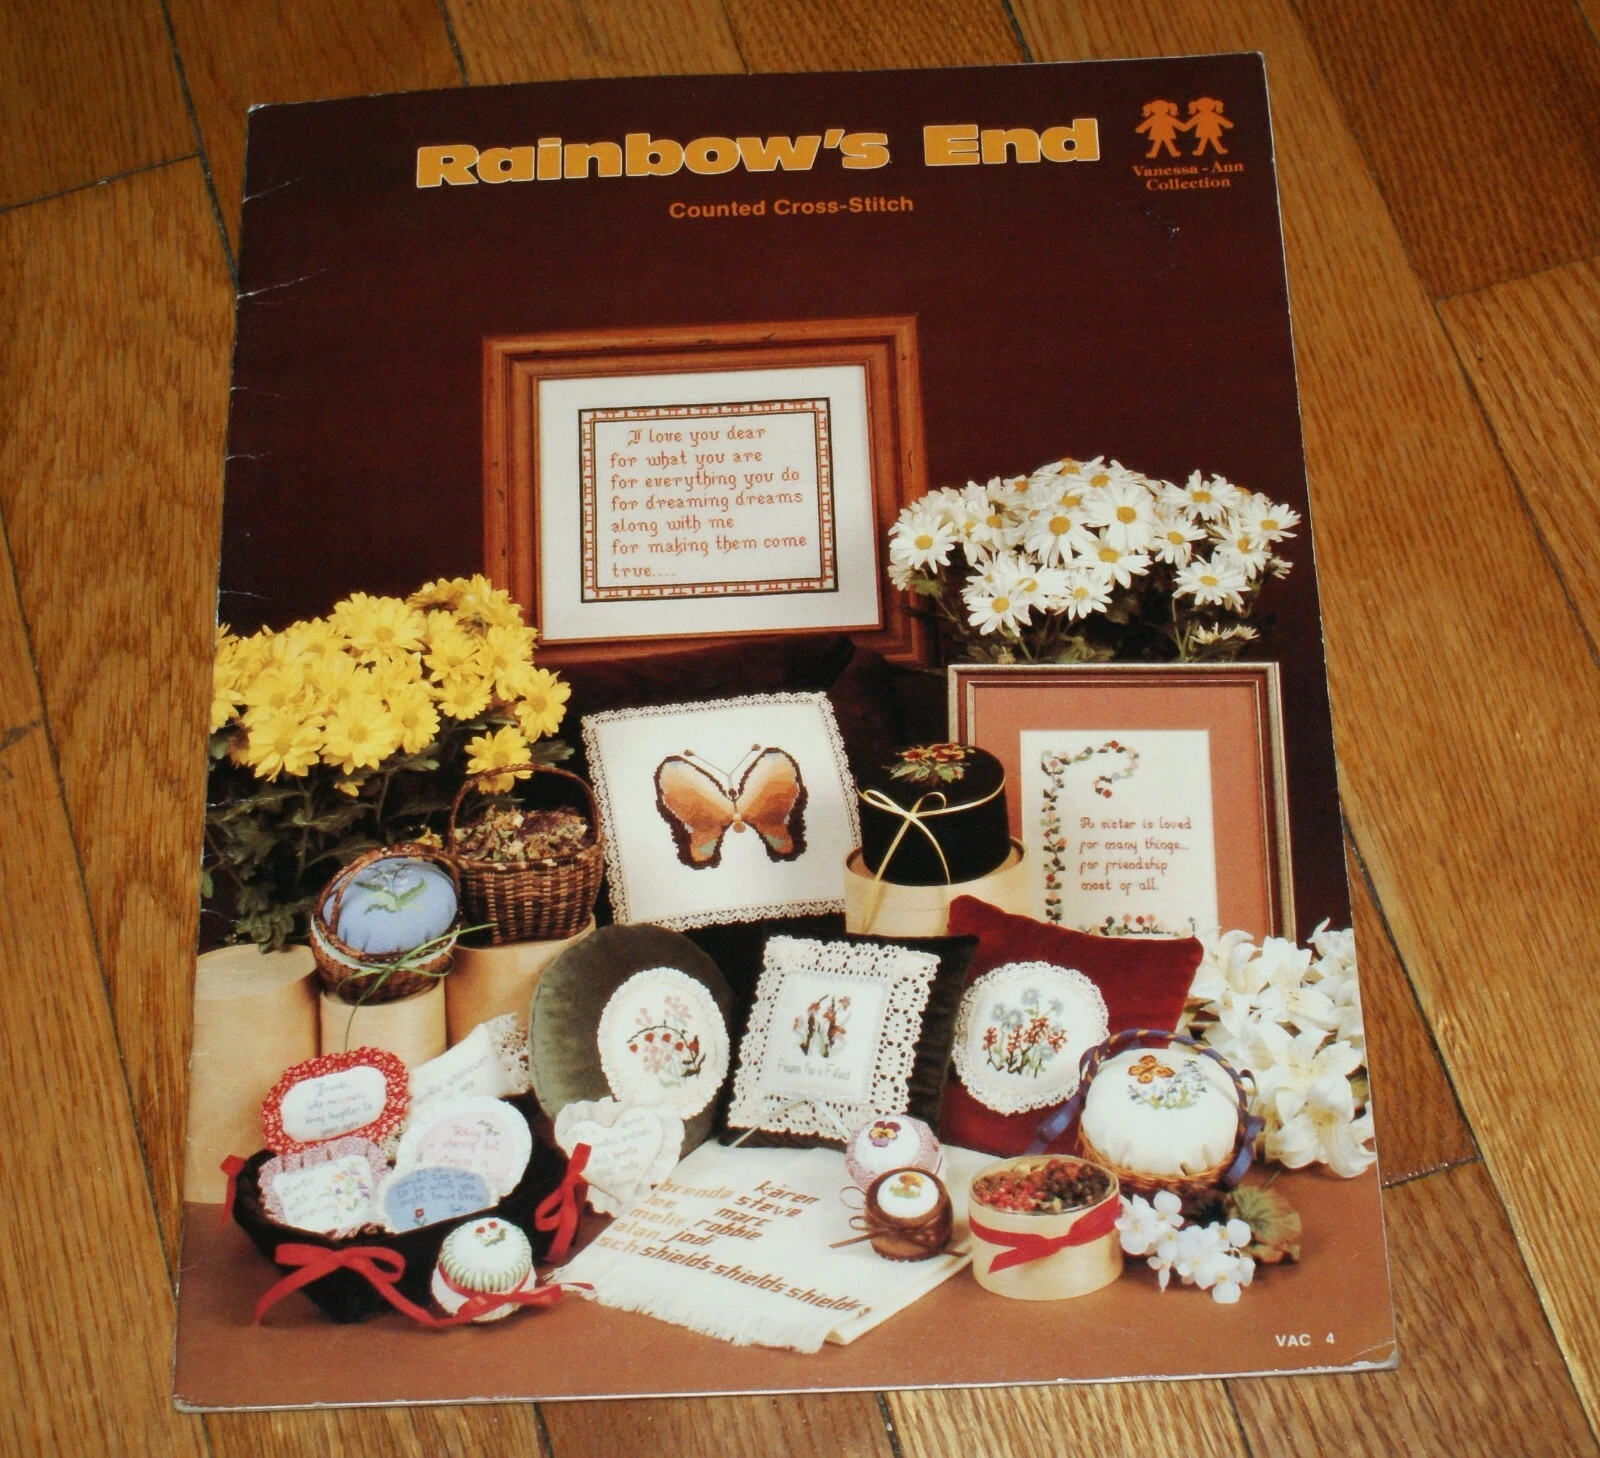 Rainbow's End
Counted Cross-Stitch
Vanessa-Ann
Collection
I love you dear
for what you are
for everything you do
for dreaming dreams
along with me
for making them come
true....
A sister is loved
for many things...
for friendship
most of all.
Friends,
karen
brenda steve
lee marc
robbie
alan jodi
sch shields shields shields
VAC 4